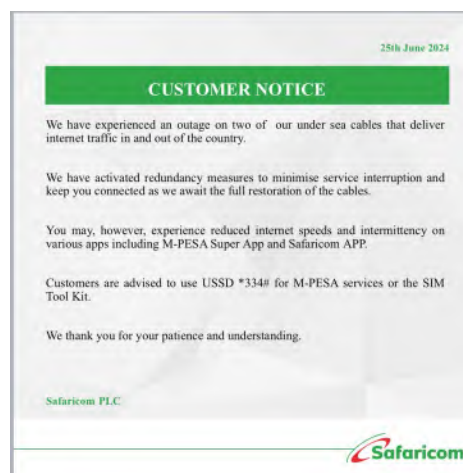 25th June 2024
CUSTOMER NOTICE
We have experienced an outage on two of our under sea cables that deliver
internet traffic in and out of the country.
We have activated redundancy measures to minimise service interruption and
keep you connected as we await the full restoration of the cables.
You may, however, experience reduced internet speeds and intermittency on
various apps including M-PESA Super App and Safaricom APP.
Customers are advised to use USSD *334# for M-PESA services or the SIM
Tool Kit.
We thank you for your patience and understanding.
Safaricom PLC
Safaricom